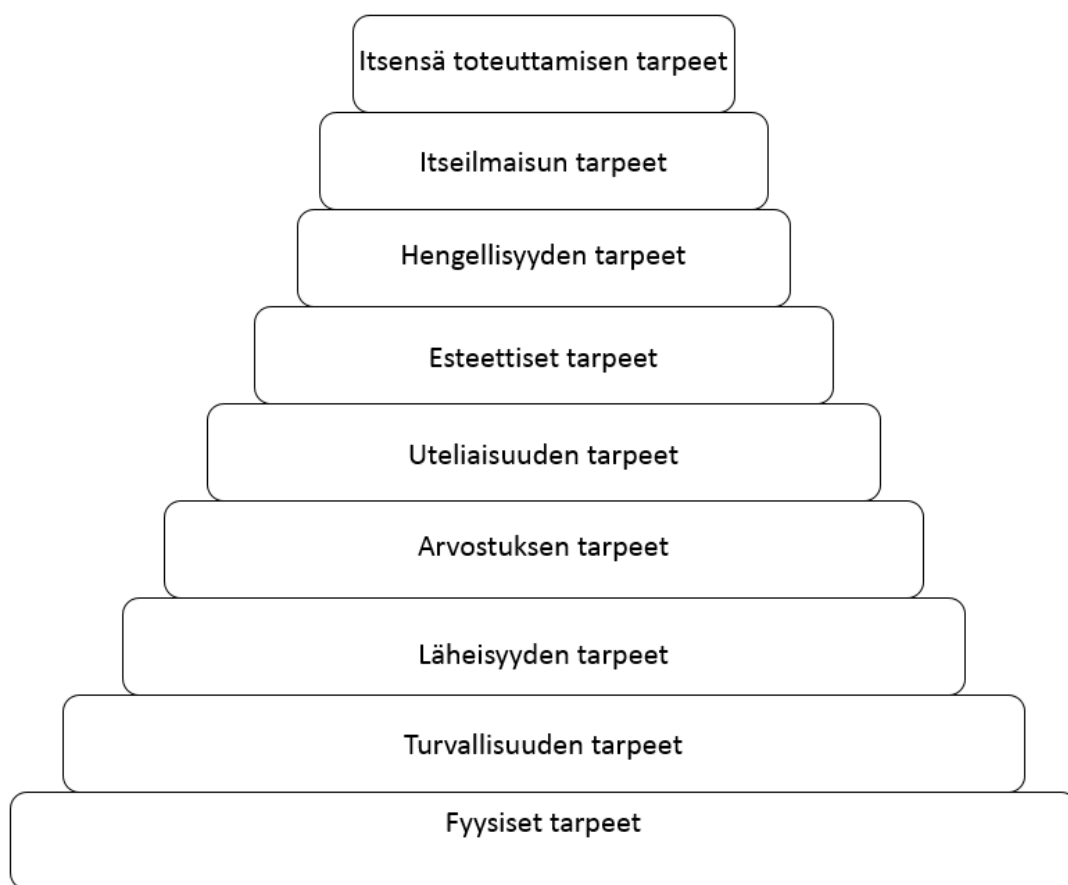 Itsensä toteuttamisen tarpeet
Itseilmaisun tarpeet
Hengellisyyden tarpeet
Esteettiset tarpeet
Uteliaisuuden tarpeet
Arvostuksen tarpeet
Läheisyyden tarpeet
Turvallisuuden tarpeet
Fyysiset tarpeet